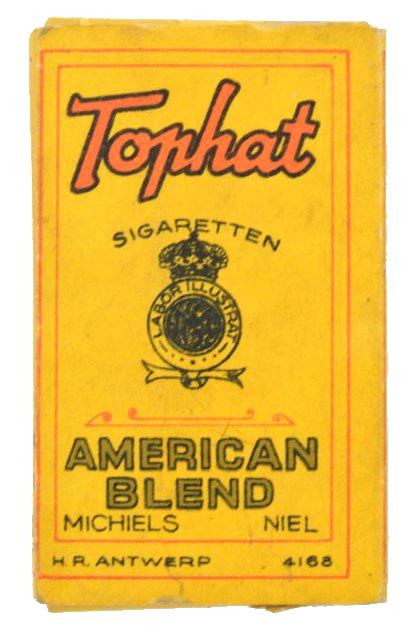 Tophat
SIGARETTEN
LABOR ILLUSTRAT
AMERICAN
BLEND
MICHIELS NIEL
H.R. ANTWERP 4168